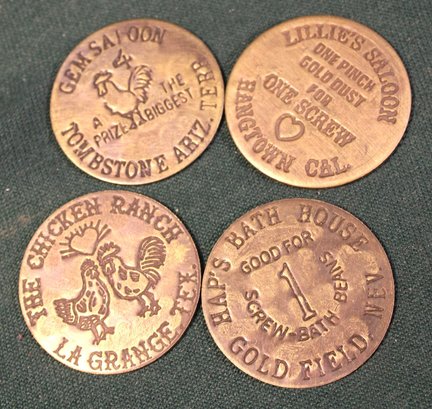 GEM SALOON
4
A THE
PRIZE BIGGEST
TOMBSTONE ARIZ. TERR
LILLIE'S SALOON
ONE PINCH
GOLD DUST
FOR
ONE SCREW
HANGTOWN CAL.
THE CHICKEN RANCH
LA GRANGE TEX.
HAP'S BATH HOUSE
GOOD FOR
1
SCREW-BATH-BEANS
GOLD FIELD NEV